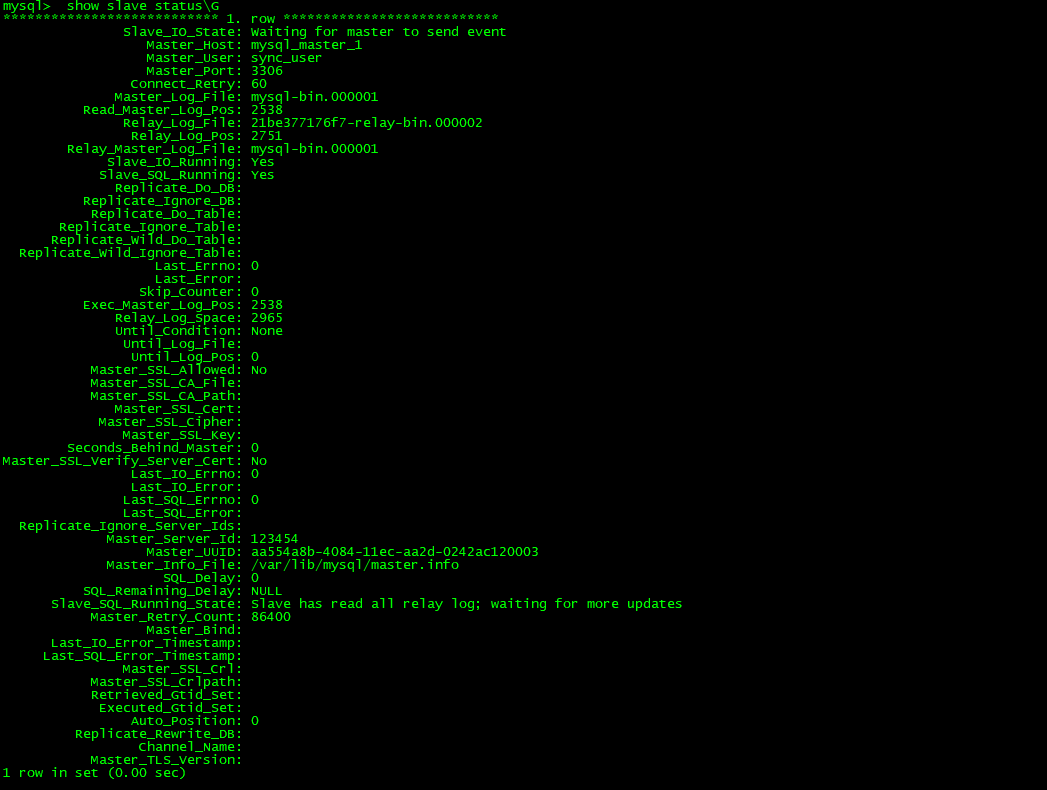 mysql>  show slave status\G
*************************** 1. row ***************************
Slave_IO_State: Waiting for master to send event
Master_Host: mysql_master_1
Master_User: sync_user
Master_Port: 3306
Connect_Retry: 60
Master_Log_File: mysql-bin.000001
Read_Master_Log_Pos: 2538
Relay_Log_File: 21be377176f7-relay-bin.000002
Relay_Log_Pos: 2751
Relay_Master_Log_File: mysql-bin.000001
Slave_IO_Running: Yes
Slave_SQL_Running: Yes
Replicate_Do_DB:
Replicate_Ignore_DB:
Replicate_Do_Table:
Replicate_Ignore_Table:
Replicate_Wild_Do_Table:
Replicate_Wild_Ignore_Table:
Last_Errno: 0
Last_Error:
Skip_Counter: 0
Exec_Master_Log_Pos: 2538
Relay_Log_Space: 2965
Until_Condition: None
Until_Log_File:
Until_Log_Pos: 0
Master_SSL_Allowed: No
Master_SSL_CA_File:
Master_SSL_CA_Path:
Master_SSL_Cert:
Master_SSL_Cipher:
Master_SSL_Key:
Seconds_Behind_Master: 0
Master_SSL_Verify_Server_Cert: No
Last_IO_Errno: 0
Last_IO_Error:
Last_SQL_Errno: 0
Last_SQL_Error:
Replicate_Ignore_Server_Ids:
Master_Server_Id: 123454
Master_UUID: aa554a8b-4084-11ec-aa2d-0242ac120003
Master_Info_File: /var/lib/mysql/master.info
SQL_Delay: 0
SQL_Remaining_Delay: NULL
Slave_SQL_Running_State: Slave has read all relay log; waiting for more updates
Master_Retry_Count: 86400
Master_Bind:
Last_IO_Error_Timestamp:
Last_SQL_Error_Timestamp:
Master_SSL_Crl:
Master_SSL_Crlpath:
Retrieved_Gtid_Set:
Executed_Gtid_Set:
Auto_Position: 0
Replicate_Rewrite_DB:
Channel_Name:
Master_TLS_Version:
1 row in set (0.00 sec)